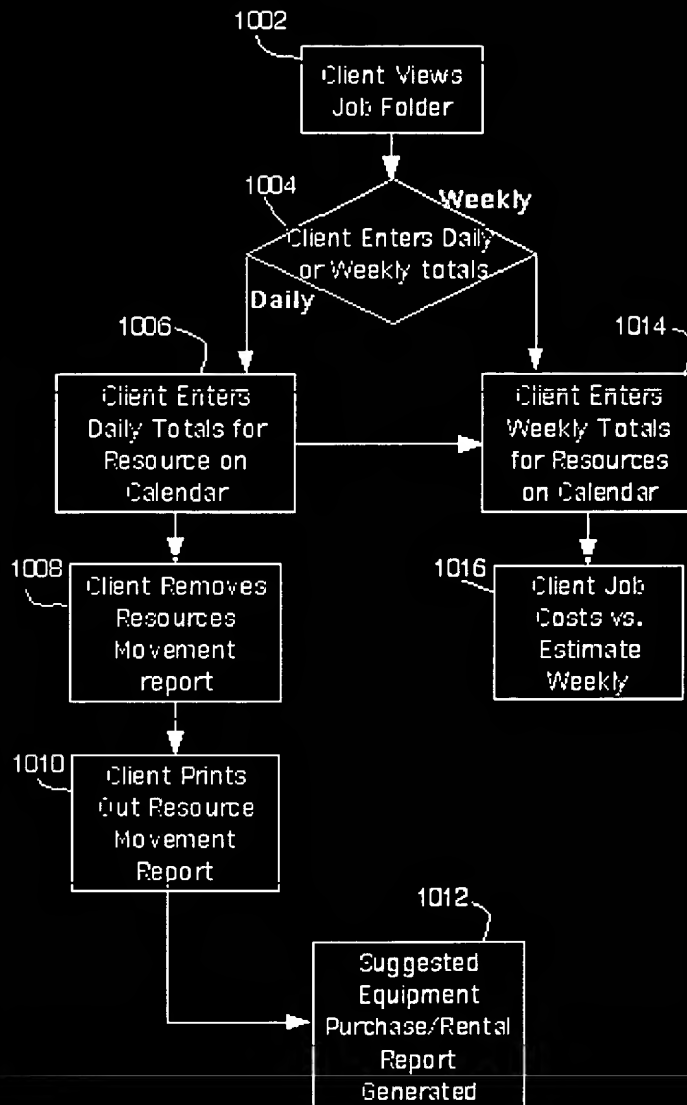 1002
Client Views
Job Folder
1004
Weekly
Client Enters Daily
or Weekly totals
Daily
1006
Client Enters
Daily Totals for
Resource on
Calendar
1014
Client Enters
Weekly Totals
for Resources
on Calendar
1008
Client Removes
Resources
Movement
report
1016
Client Job
Costs vs.
Estimate
Weekly
1010
Client Prints
Out Resource
Movement
Report
1012
Suggested
Equipment
Purchase/Rental
Report
Generated